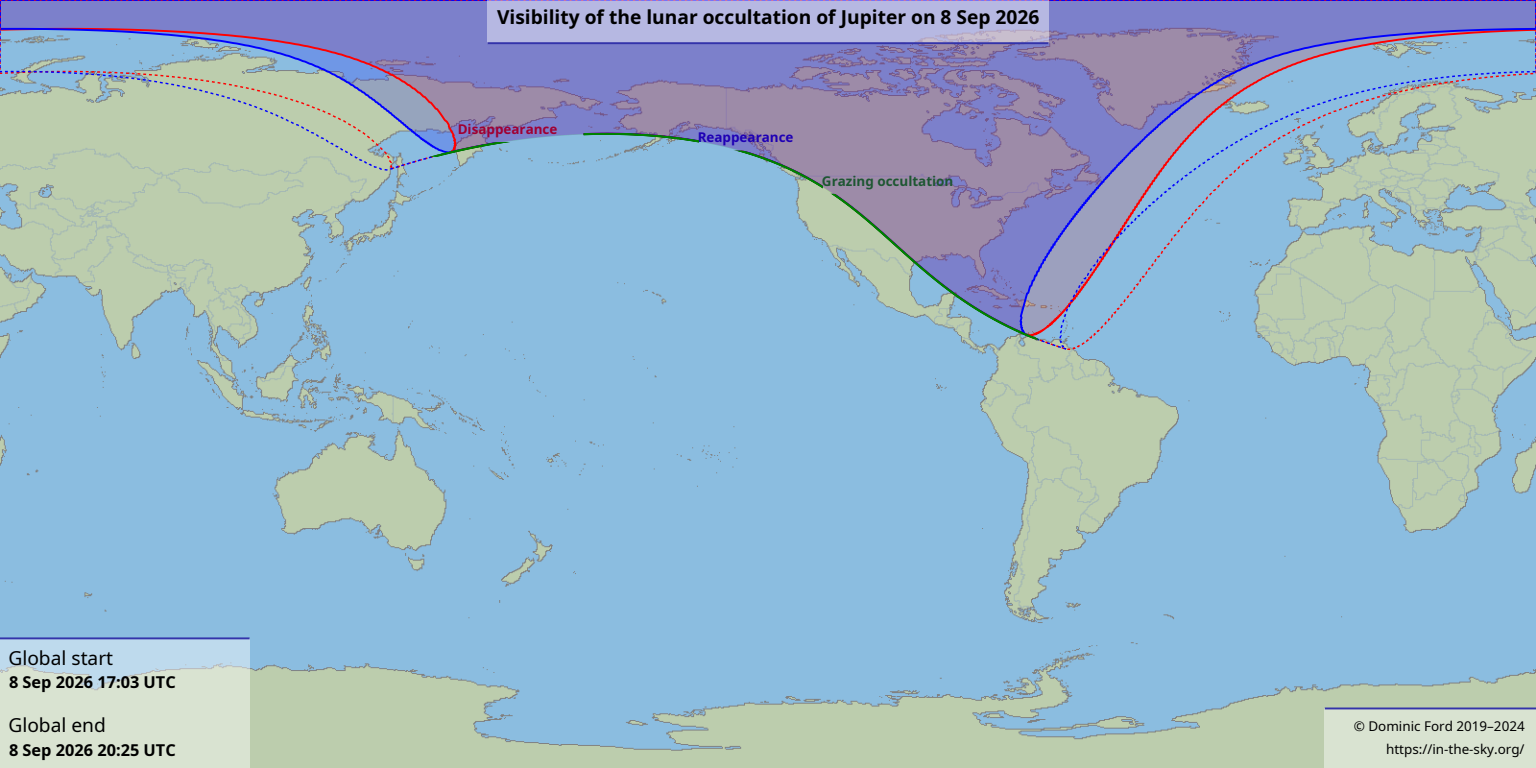 Visibility of the lunar occultation of Jupiter on 8 Sep 2026
Disappearance
Reappearance
Grazing occultation
Global start
8 Sep 2026 17:03 UTC
Global end
8 Sep 2026 20:25 UTC
© Dominic Ford 2019–2024
https://in-the-sky.org/